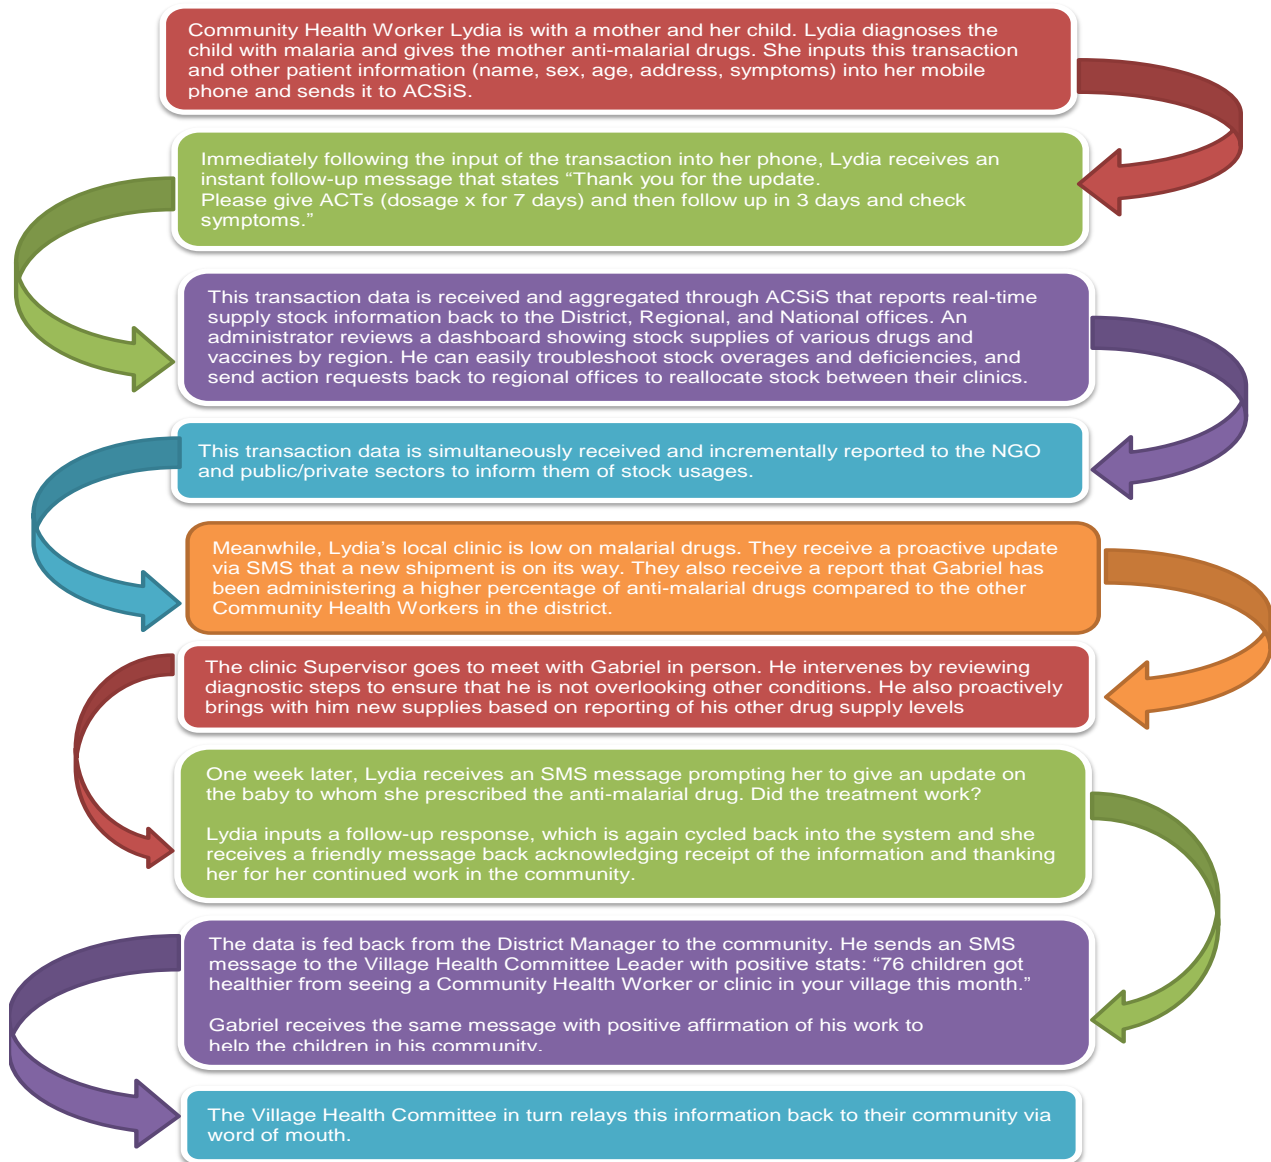 Community Health Worker Lydia is with a mother and her child. Lydia diagnoses the
child with malaria and gives the mother anti-malarial drugs. She inputs this transaction
and other patient information (name, sex, age, address, symptoms) into her mobile
phone and sends it to ACSiS.
Immediately following the input of the transaction into her phone, Lydia receives an
instant follow-up message that states “Thank you for the update.
Please give ACTs (dosage x for 7 days) and then follow up in 3 days and check
symptoms.”
This transaction data is received and aggregated through ACSiS that reports real-time
supply stock information back to the District, Regional, and National offices. An
administrator reviews a dashboard showing stock supplies of various drugs and
vaccines by region. He can easily troubleshoot stock overages and deficiencies, and
send action requests back to regional offices to reallocate stock between their clinics.
This transaction data is simultaneously received and incrementally reported to the NGO
and public/private sectors to inform them of stock usages.
Meanwhile, Lydia’s local clinic is low on malarial drugs. They receive a proactive update
via SMS that a new shipment is on its way. They also receive a report that Gabriel has
been administering a higher percentage of anti-malarial drugs compared to the other
Community Health Workers in the district.
The clinic Supervisor goes to meet with Gabriel in person. He intervenes by reviewing
diagnostic steps to ensure that he is not overlooking other conditions. He also proactively
brings with him new supplies based on reporting of his other drug supply levels
One week later, Lydia receives an SMS message prompting her to give an update on
the baby to whom she prescribed the anti-malarial drug. Did the treatment work?
Lydia inputs a follow-up response, which is again cycled back into the system and she
receives a friendly message back acknowledging receipt of the information and thanking
her for her continued work in the community.
The data is fed back from the District Manager to the community. He sends an SMS
message to the Village Health Committee Leader with positive stats: “76 children got
healthier from seeing a Community Health Worker or clinic in your village this month.”
Gabriel receives the same message with positive affirmation of his work to
help the children in his community.
The Village Health Committee in turn relays this information back to their community via
word of mouth.